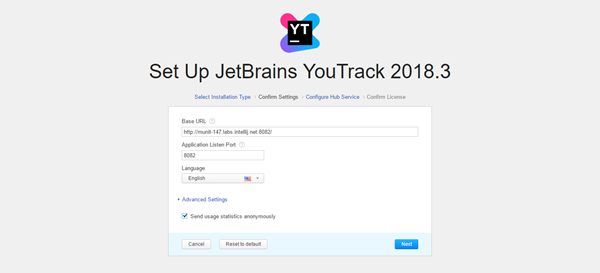 YT
Set Up JetBrains YouTrack 2018.3
Select Installation Type › Confirm Settings › Configure Hub Service › Confirm License
Base URL ?
http://munit-147.labs.intellij.net:8082/
Application Listen Port ?
8082
Language
English
Advanced Settings
Send usage statistics anonymously
Cancel Reset to default Next